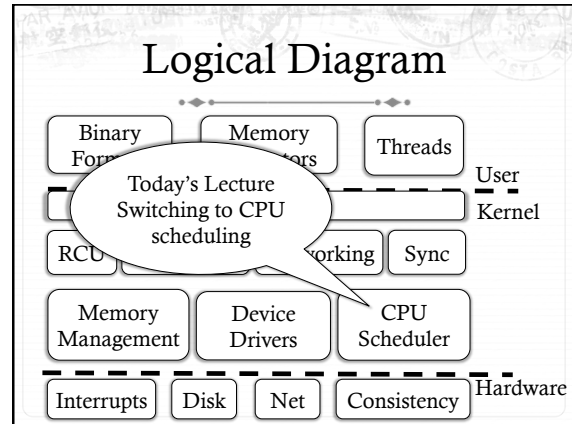 Logical Diagram
Binary
Memory
Threads
User
Today's Lecture
Switching to CPU
scheduling
Kernel
RCU
Sync
Memory
Management
Device
Drivers
CPU
Scheduler
Hardware
Interrupts
Disk
Net
Consistency